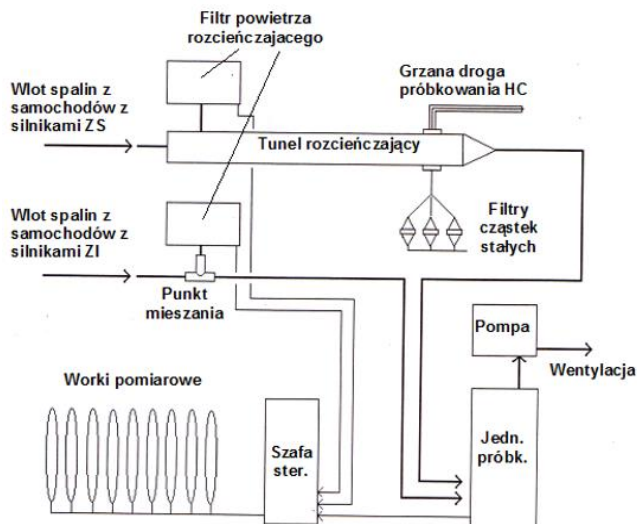 Filtr powietrza
rozcieńczajacego
Wlot spalin z
samochodów z
silnikami ZS
Grzana droga
próbkowania HC
Tunel rozcieńczający
Wlot spalin z
samochodów z
silnikami ZI
Filtry
cząstek
stałych
Punkt
mieszania
Pompa
Wentylacja
Worki pomiarowe
Szafa
ster.
Jedn.
próbk.